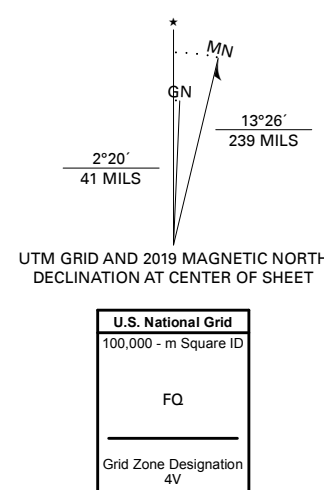 MN
GN
13°26´
239 MILS
2°20´
41 MILS
UTM GRID AND 2019 MAGNETIC NORTH
DECLINATION AT CENTER OF SHEET
U.S. National Grid
100,000 - m Square ID
FQ
Grid Zone Designation
4V